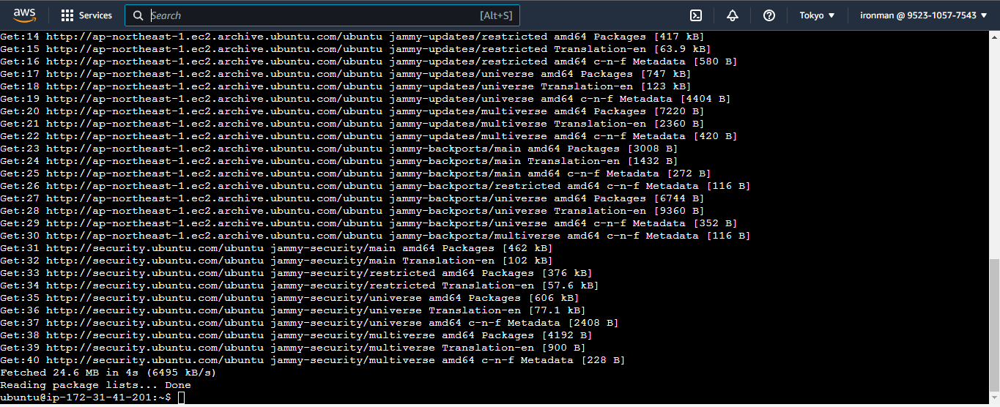 aws Services Search [Alt+S] Tokyo ▼ ironman @ 9523-1057-7543 ▼
Get:14 http://ap-northeast-1.ec2.archive.ubuntu.com/ubuntu jammy-updates/restricted amd64 Packages [417 kB]
Get:15 http://ap-northeast-1.ec2.archive.ubuntu.com/ubuntu jammy-updates/restricted Translation-en [63.9 kB]
Get:16 http://ap-northeast-1.ec2.archive.ubuntu.com/ubuntu jammy-updates/restricted amd64 c-n-f Metadata [580 B]
Get:17 http://ap-northeast-1.ec2.archive.ubuntu.com/ubuntu jammy-updates/universe amd64 Packages [747 kB]
Get:18 http://ap-northeast-1.ec2.archive.ubuntu.com/ubuntu jammy-updates/universe Translation-en [123 kB]
Get:19 http://ap-northeast-1.ec2.archive.ubuntu.com/ubuntu jammy-updates/universe amd64 c-n-f Metadata [4404 B]
Get:20 http://ap-northeast-1.ec2.archive.ubuntu.com/ubuntu jammy-updates/multiverse amd64 Packages [7220 B]
Get:21 http://ap-northeast-1.ec2.archive.ubuntu.com/ubuntu jammy-updates/multiverse Translation-en [2360 B]
Get:22 http://ap-northeast-1.ec2.archive.ubuntu.com/ubuntu jammy-updates/multiverse amd64 c-n-f Metadata [420 B]
Get:23 http://ap-northeast-1.ec2.archive.ubuntu.com/ubuntu jammy-backports/main amd64 Packages [3008 B]
Get:24 http://ap-northeast-1.ec2.archive.ubuntu.com/ubuntu jammy-backports/main Translation-en [1432 B]
Get:25 http://ap-northeast-1.ec2.archive.ubuntu.com/ubuntu jammy-backports/main amd64 c-n-f Metadata [272 B]
Get:26 http://ap-northeast-1.ec2.archive.ubuntu.com/ubuntu jammy-backports/restricted amd64 c-n-f Metadata [116 B]
Get:27 http://ap-northeast-1.ec2.archive.ubuntu.com/ubuntu jammy-backports/universe amd64 Packages [6744 B]
Get:28 http://ap-northeast-1.ec2.archive.ubuntu.com/ubuntu jammy-backports/universe Translation-en [9360 B]
Get:29 http://ap-northeast-1.ec2.archive.ubuntu.com/ubuntu jammy-backports/universe amd64 c-n-f Metadata [352 B]
Get:30 http://ap-northeast-1.ec2.archive.ubuntu.com/ubuntu jammy-backports/multiverse amd64 c-n-f Metadata [116 B]
Get:31 http://security.ubuntu.com/ubuntu jammy-security/main amd64 Packages [462 kB]
Get:32 http://security.ubuntu.com/ubuntu jammy-security/main Translation-en [102 kB]
Get:33 http://security.ubuntu.com/ubuntu jammy-security/restricted amd64 Packages [376 kB]
Get:34 http://security.ubuntu.com/ubuntu jammy-security/restricted Translation-en [57.6 kB]
Get:35 http://security.ubuntu.com/ubuntu jammy-security/universe amd64 Packages [606 kB]
Get:36 http://security.ubuntu.com/ubuntu jammy-security/universe Translation-en [77.1 kB]
Get:37 http://security.ubuntu.com/ubuntu jammy-security/universe amd64 c-n-f Metadata [2408 B]
Get:38 http://security.ubuntu.com/ubuntu jammy-security/multiverse amd64 Packages [4192 B]
Get:39 http://security.ubuntu.com/ubuntu jammy-security/multiverse Translation-en [900 B]
Get:40 http://security.ubuntu.com/ubuntu jammy-security/multiverse amd64 c-n-f Metadata [228 B]
Fetched 24.6 MB in 4s (6495 kB/s)
Reading package lists... Done
ubuntu@ip-172-31-41-201:~$